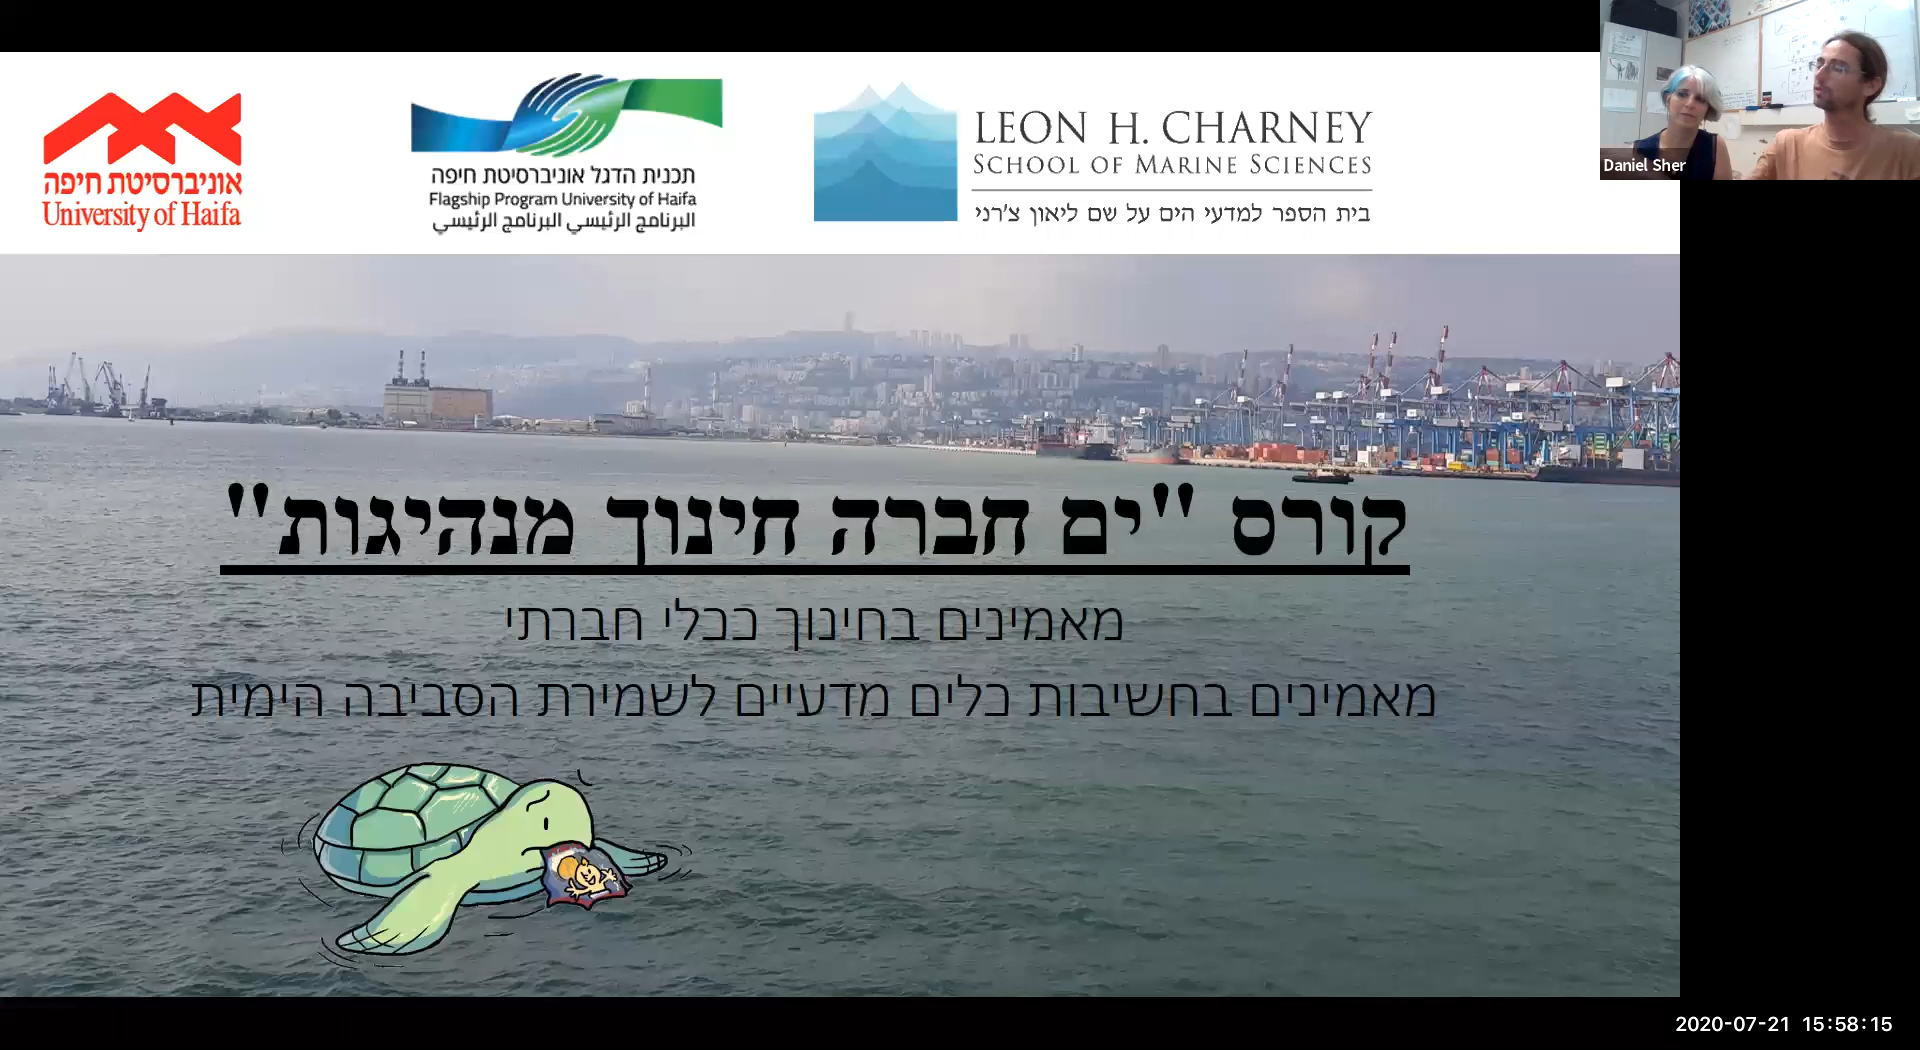 אוניברסיטת חיפה
University of Haifa
תכנית הדגל אוניברסיטת חיפה
Flagship Program University of Haifa
البرنامج الرئيسي البرنامج الرئيسي
LEON H. CHARNEY
SCHOOL OF MARINE SCIENCES
בית הספר למדעי הים על שם ליאון צ'רני
Daniel Sher
קורס "ים חברה חינוך מנהיגות"
מאמינים בחינוך ככלי חברתי
מאמינים בחשיבות כלים מדעיים לשמירת הסביבה הימית
2020-07-21 15:58:15